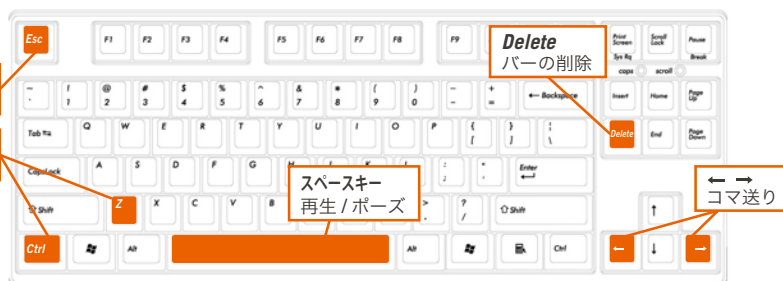 Esc F1 F2 F3 F4 F5 F6 F7 F8 F9
Print Screen Sys Rq
Scroll Lock
Pause Break
Delete
バーの削除
caps scroll
~ ` ! 1 @ 2 # 3 $ 4 % 5 ^ 6 & 7 * 8 ( 9 ) 0 - + = ← Backspace
Insert Home Page Up
Tab Q W E R T Y U I O P { [ } ] \
Delete End Page Down
CapsLock A S D F G H : ; Enter
スペースキー
再生 / ポーズ
← →
コマ送り
Shift Z X C V B > . ? / Shift ↑
Ctrl Alt Alt Ctrl ← ↓ →